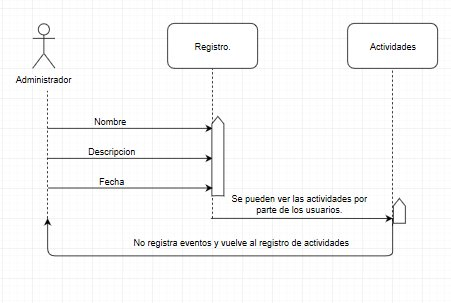 Registro.
Actividades
Administrador
Nombre
Descripcion
Fecha
Se pueden ver las actividades por
parte de los usuarios.
No registra eventos y vuelve al registro de actividades